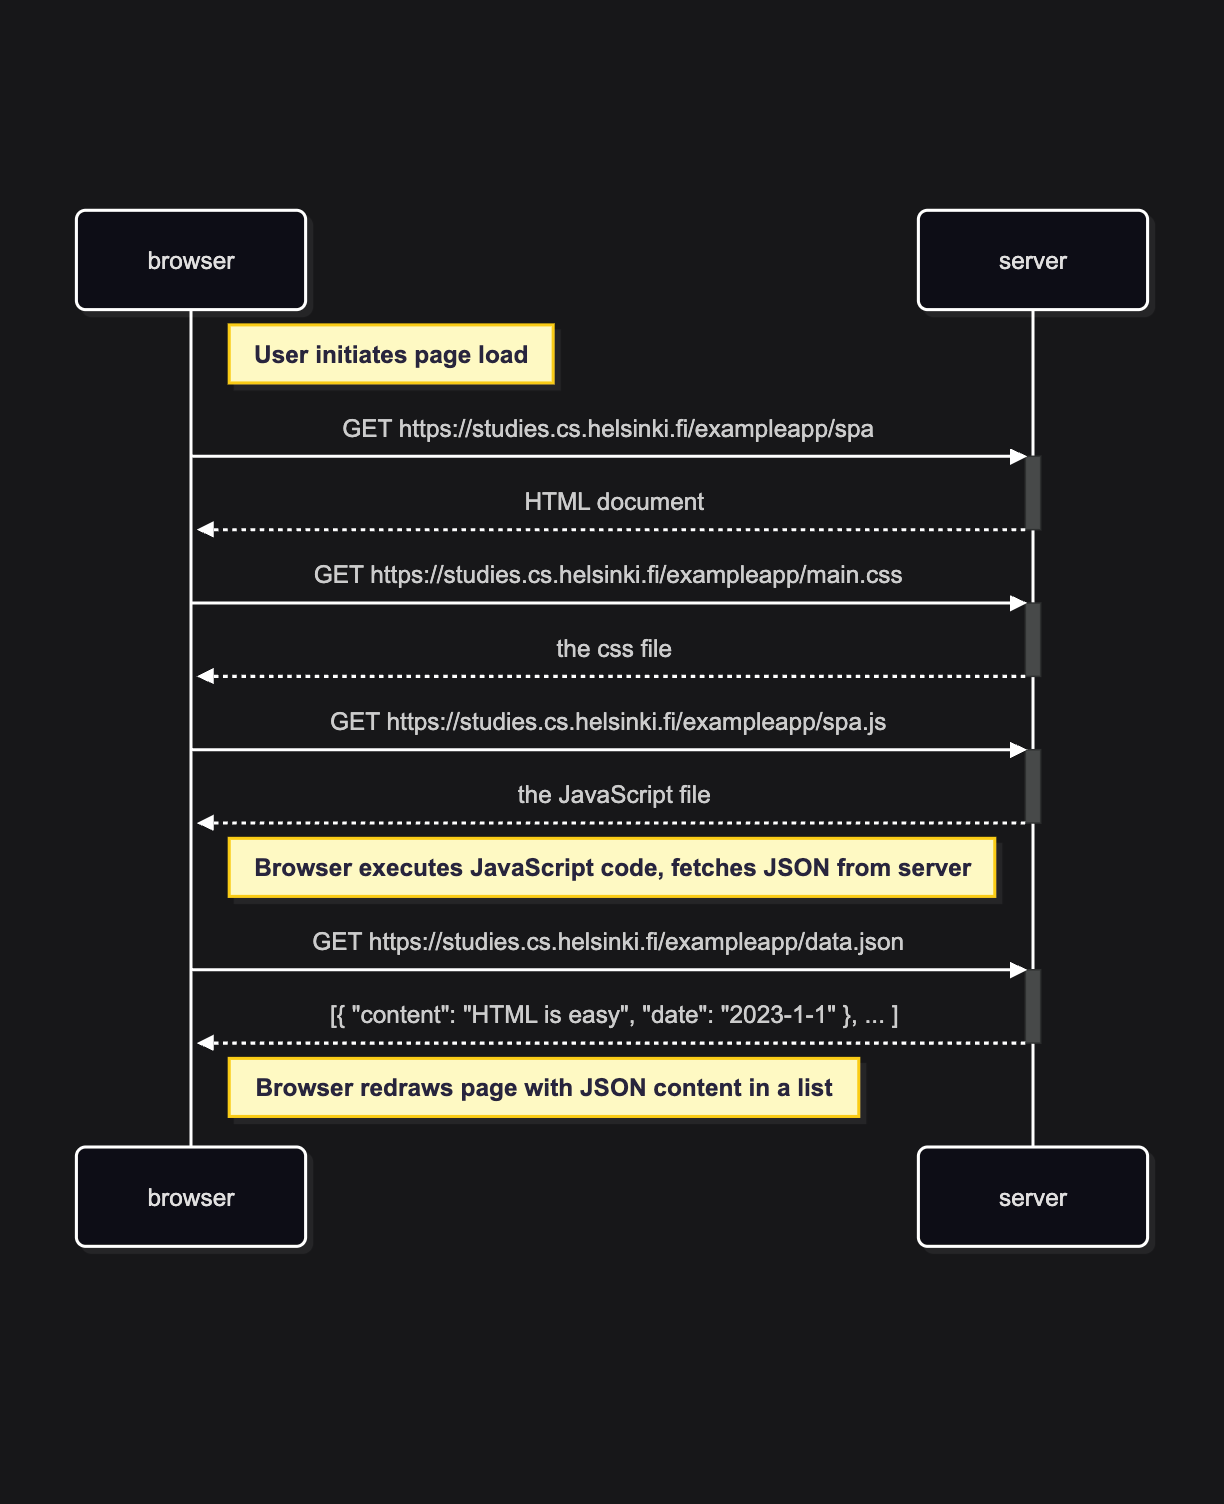 browser
server
User initiates page load
GET https://studies.cs.helsinki.fi/exampleapp/spa
HTML document
GET https://studies.cs.helsinki.fi/exampleapp/main.css
the css file
GET https://studies.cs.helsinki.fi/exampleapp/spa.js
the JavaScript file
Browser executes JavaScript code, fetches JSON from server
GET https://studies.cs.helsinki.fi/exampleapp/data.json
[{ "content": "HTML is easy", "date": "2023-1-1" }, ... ]
Browser redraws page with JSON content in a list
browser
server